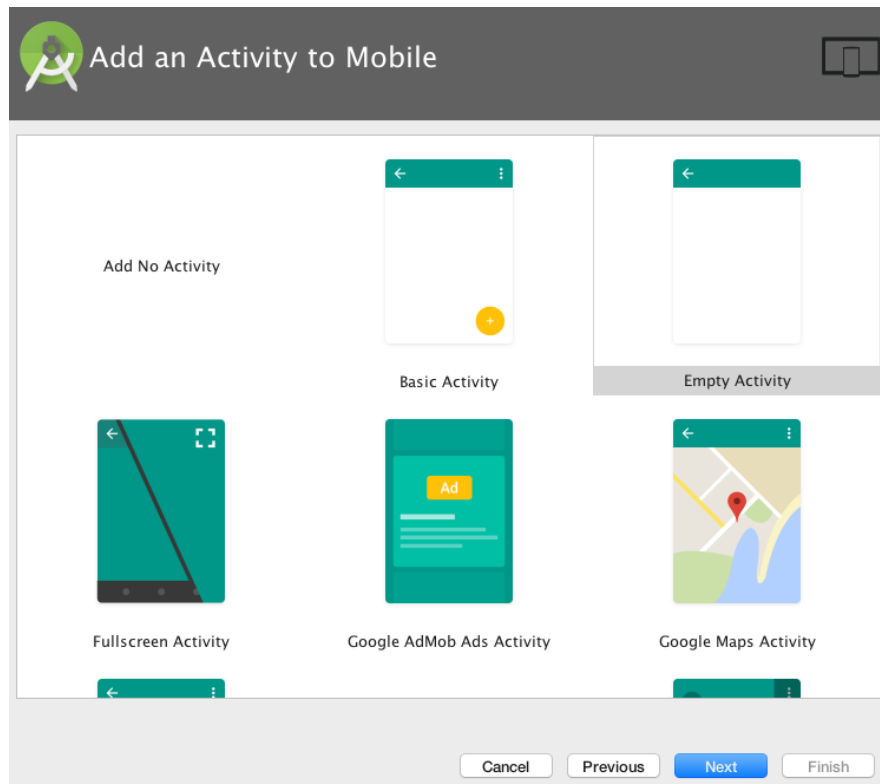 Add an Activity to Mobile
Add No Activity
Basic Activity
Empty Activity
Ad
Fullscreen Activity
Google AdMob Ads Activity
Google Maps Activity
Cancel
Previous
Next
Finish